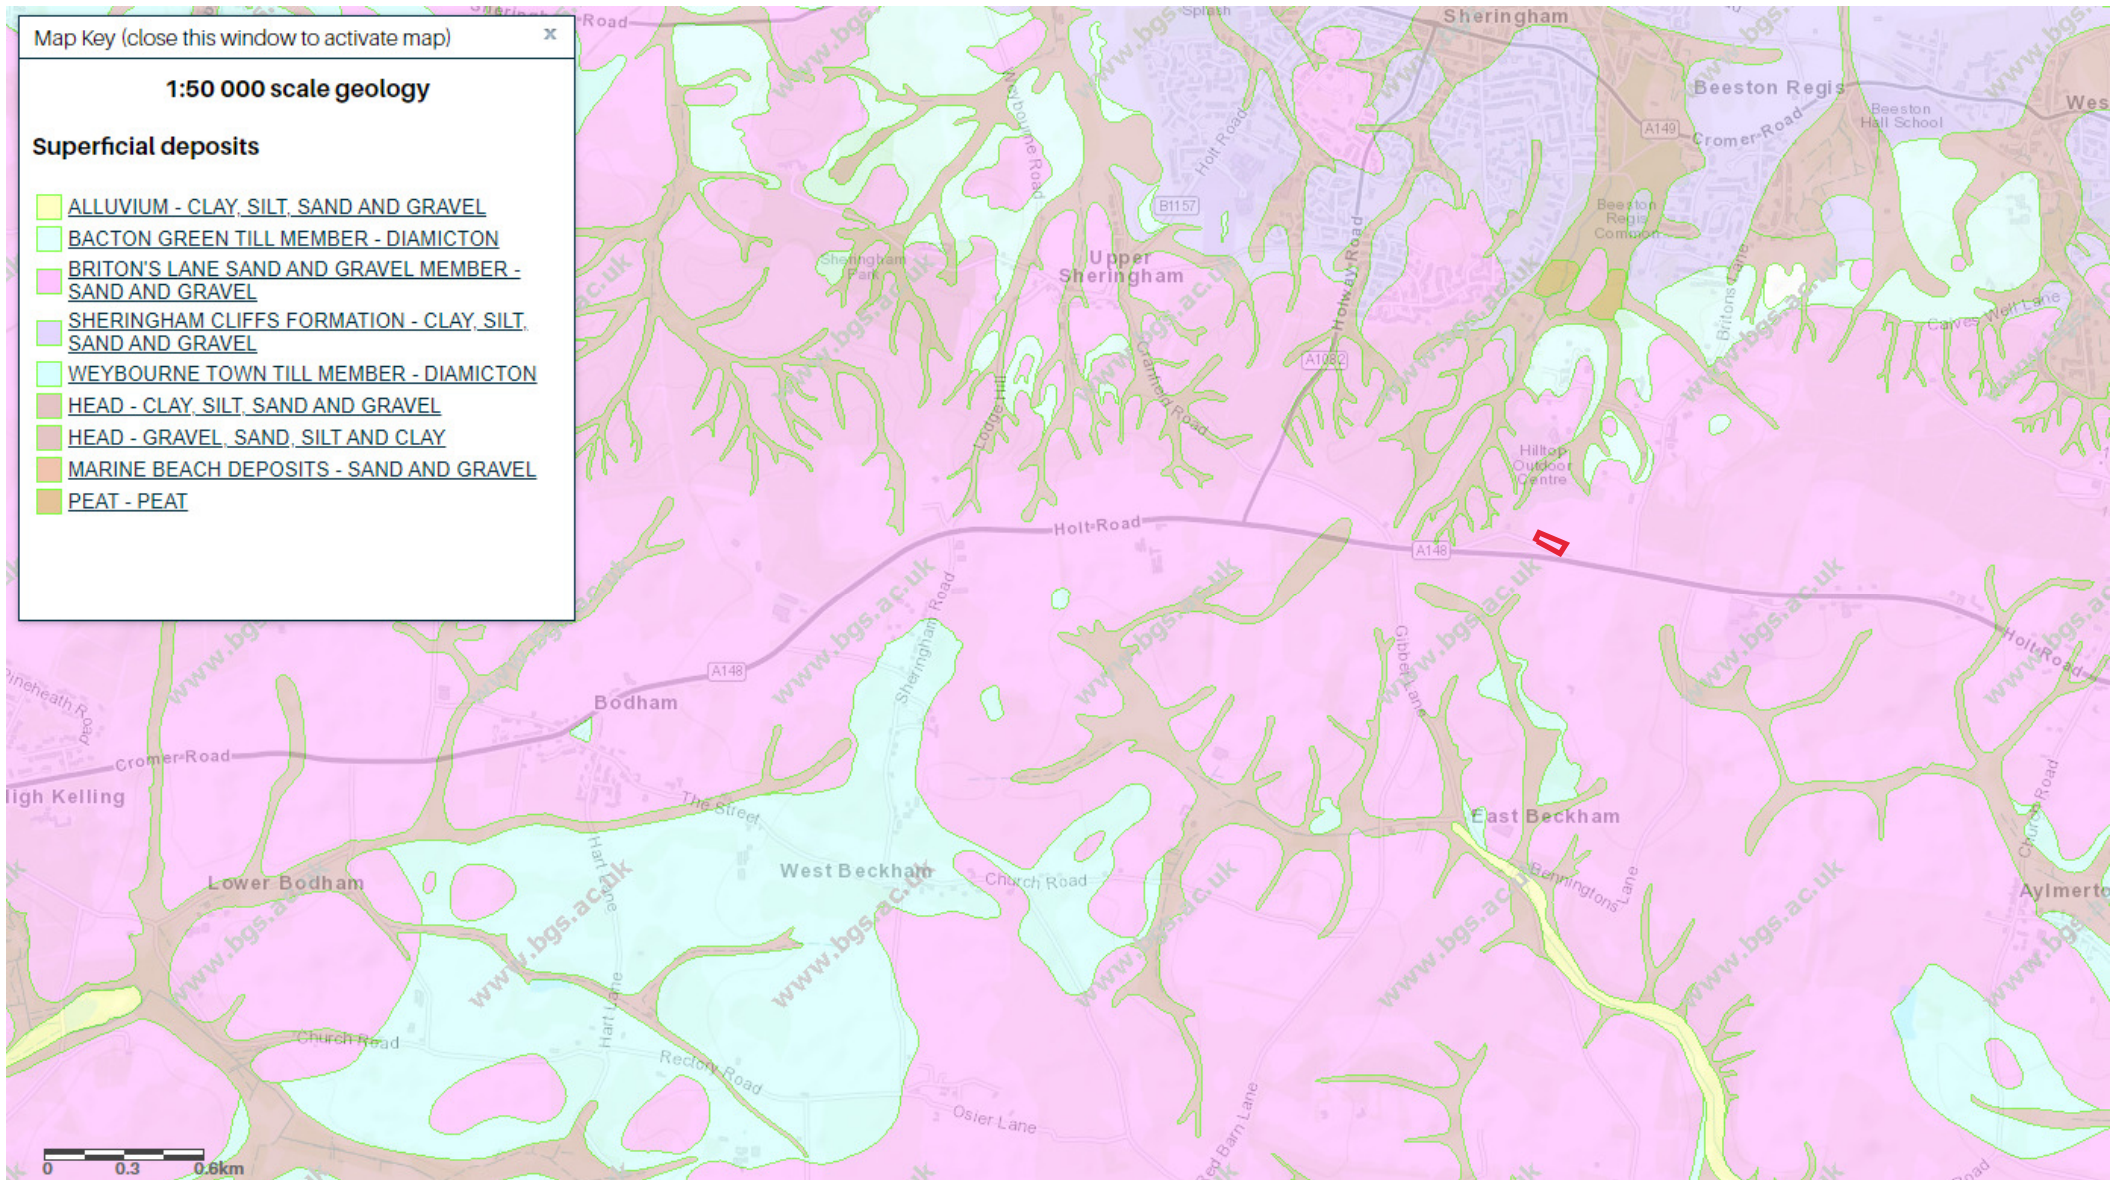 Map Key (close this window to activate map)
x
1:50 000 scale geology
Superficial deposits
ALLUVIUM - CLAY, SILT, SAND AND GRAVEL
BACTON GREEN TILL MEMBER - DIAMICTON
BRITON'S LANE SAND AND GRAVEL MEMBER -
SAND AND GRAVEL
SHERINGHAM CLIFFS FORMATION - CLAY, SILT,
SAND AND GRAVEL
WEYBOURNE TOWN TILL MEMBER - DIAMICTON
HEAD - CLAY, SILT, SAND AND GRAVEL
HEAD - GRAVEL, SAND, SILT AND CLAY
MARINE BEACH DEPOSITS - SAND AND GRAVEL
PEAT - PEAT
Splash
Sheringham
Beeston Regis
Wes
Beeston
Hall School
A149
Cromer Road
Weybourne Road
Holt Road
B1157
Beeston
Regis
Common
Sheringham
Park
Upper
Sheringham
Holway Road
Britons Lane
Calves Well Lane
A1082
Cranfield Road
Lodge Hill
Hilltop
Outdoor
Centre
Holt Road
A148
A148
Holt Road
Sheringham Road
Gibbet Lane
Bodham
Pineheath Road
Cromer Road
High Kelling
The Street
East Beckham
Church Road
Hart Lane
West Beckham
Church Road
Lower Bodham
Benningtons Lane
Aylmerto
Hart Lane
Church Road
Rectory Road
Osier Lane
Red Barn Lane
Road
0 0.3 0.6km
www.bgs.ac.uk